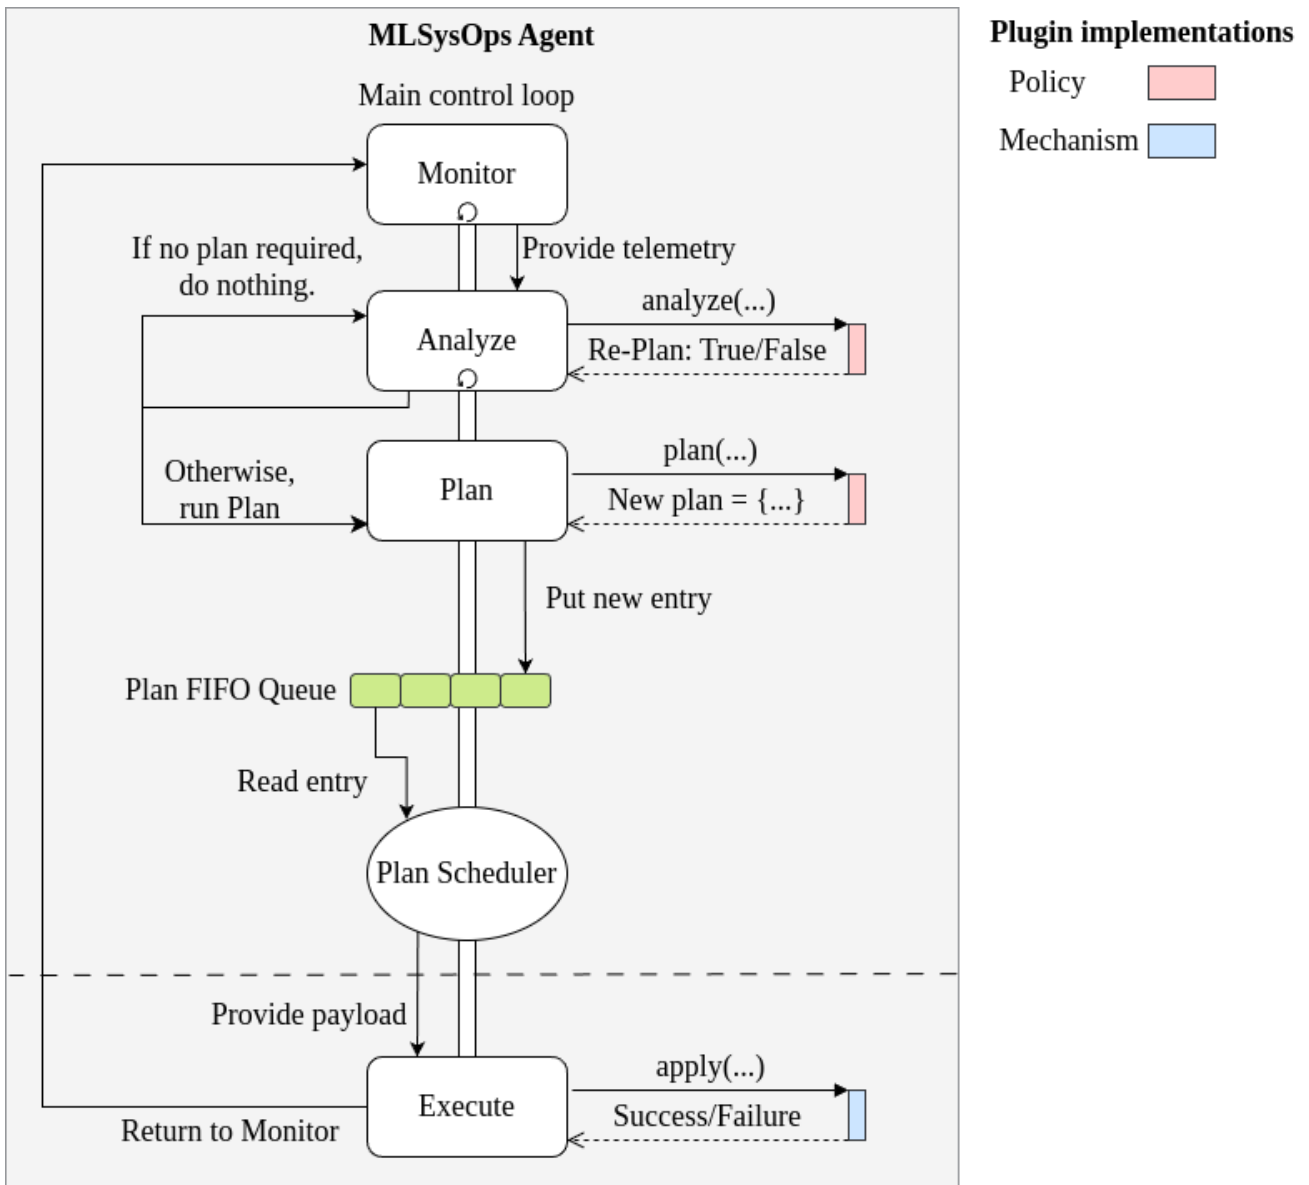 MLSysOps Agent
Plugin implementations
Policy
Mechanism
Main control loop
Monitor
If no plan required,
do nothing.
Provide telemetry
Analyze
analyze(...)
Re-Plan: True/False
Otherwise,
run Plan
Plan
plan(...)
New plan = {...}
Put new entry
Plan FIFO Queue
Read entry
Plan Scheduler
Provide payload
Execute
apply(...)
Success/Failure
Return to Monitor